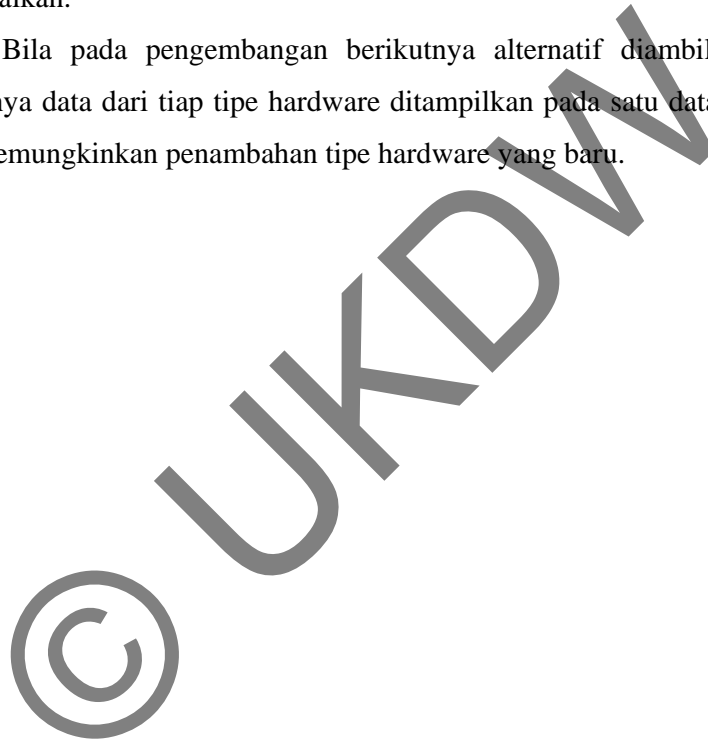 aikan.
Bila pada pengembangan berikutnya alternatif diambil
nya data dari tiap tipe hardware ditampilkan pada satu data
emungkinkan penambahan tipe hardware yang baru.
© UKDW